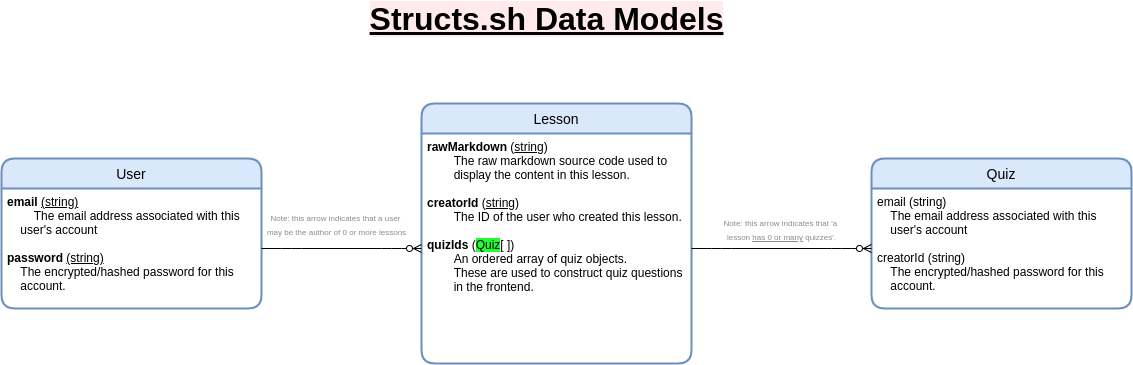 Structs.sh Data Models
User
email (string)
The email address associated with this
user's account
password (string)
The encrypted/hashed password for this
account.
Note: this arrow indicates that a user
may be the author of 0 or more lessons
Lesson
rawMarkdown (string)
The raw markdown source code used to
display the content in this lesson.
creatorId (string)
The ID of the user who created this lesson.
quizIds (Quiz[ ])
An ordered array of quiz objects.
These are used to construct quiz questions
in the frontend.
Note: this arrow indicates that 'a
lesson has 0 or many quizzes'.
Quiz
email (string)
The email address associated with this
user's account
creatorId (string)
The encrypted/hashed password for this
account.